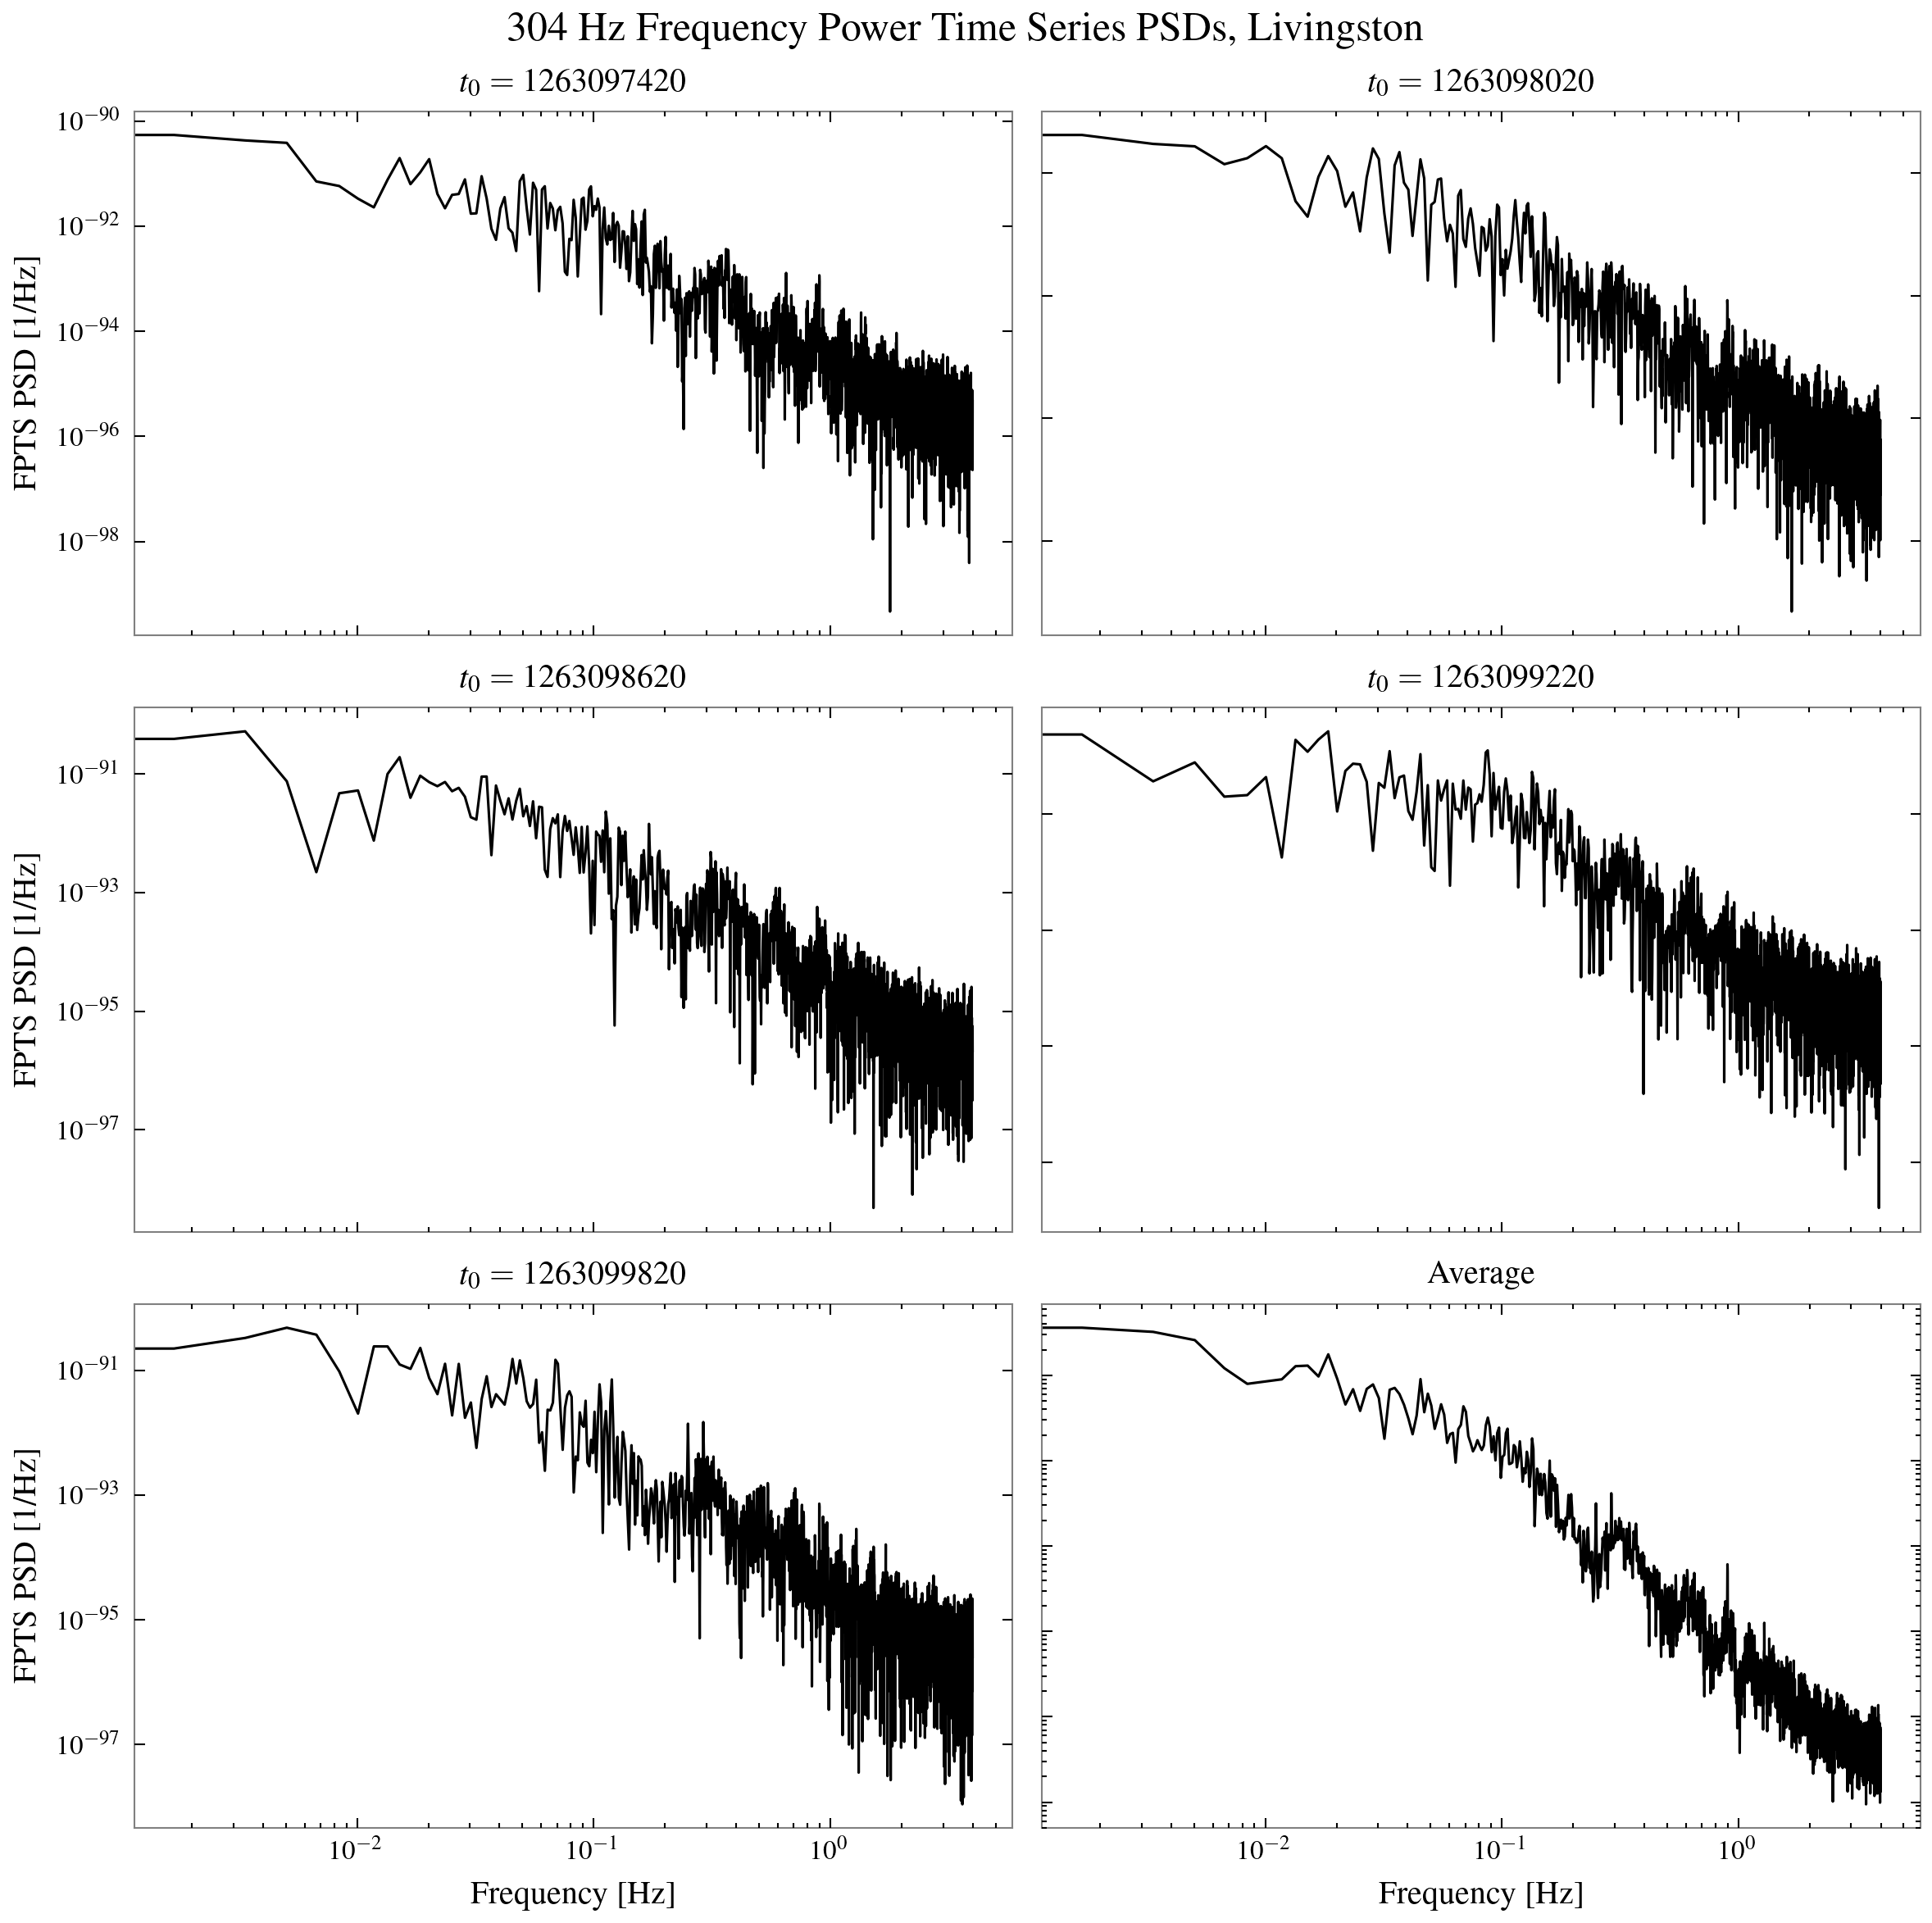 304 Hz Frequency Power Time Series PSDs, Livingston
t₀ = 1263097420
t₀ = 1263098020
FPTS PSD [1/Hz]
10⁻⁹⁰
10⁻⁹²
10⁻⁹⁴
10⁻⁹⁶
10⁻⁹⁸
t₀ = 1263098620
t₀ = 1263099220
FPTS PSD [1/Hz]
10⁻⁹¹
10⁻⁹³
10⁻⁹⁵
10⁻⁹⁷
t₀ = 1263099820
Average
FPTS PSD [1/Hz]
10⁻⁹¹
10⁻⁹³
10⁻⁹⁵
10⁻⁹⁷
10⁻² 10⁻¹ 10⁰
10⁻² 10⁻¹ 10⁰
Frequency [Hz]
Frequency [Hz]